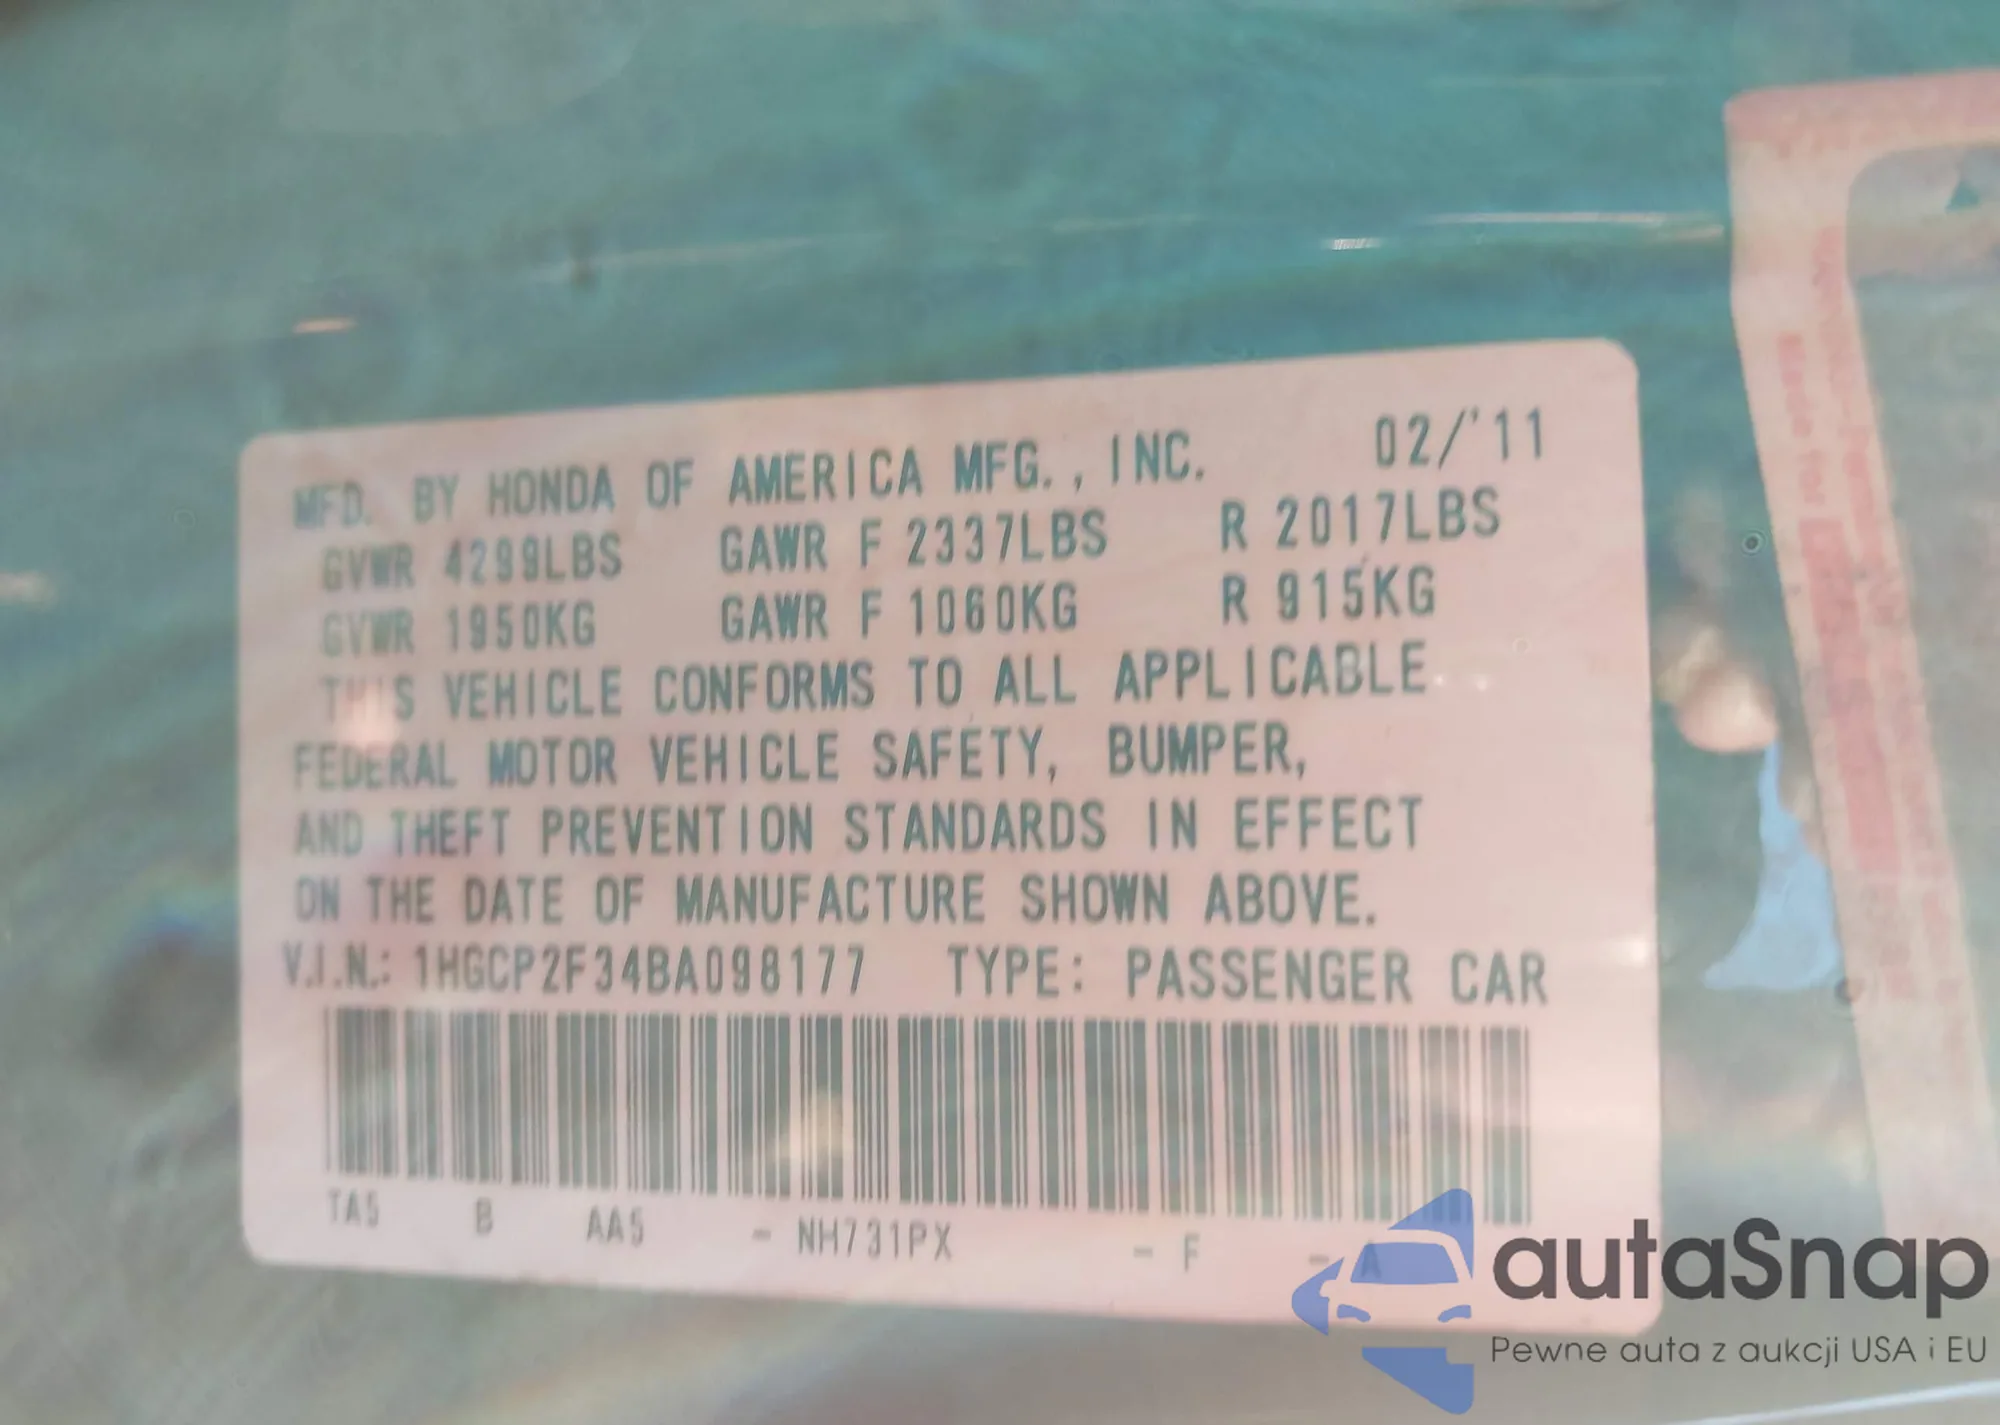 MFD. BY HONDA OF AMERICA MFG., INC. 02/'11
GVWR 4299LBS GAWR F 2337LBS R 2017LBS
GVWR 1950KG GAWR F 1060KG R 915KG
THIS VEHICLE CONFORMS TO ALL APPLICABLE
FEDERAL MOTOR VEHICLE SAFETY, BUMPER,
AND THEFT PREVENTION STANDARDS IN EFFECT
ON THE DATE OF MANUFACTURE SHOWN ABOVE.
V.I.N.: 1HGCP2F34BA098177 TYPE: PASSENGER CAR
TA5 B AA5 - NH731PX - F - A
autaSnap
Pewne auta z aukcji USA i EU